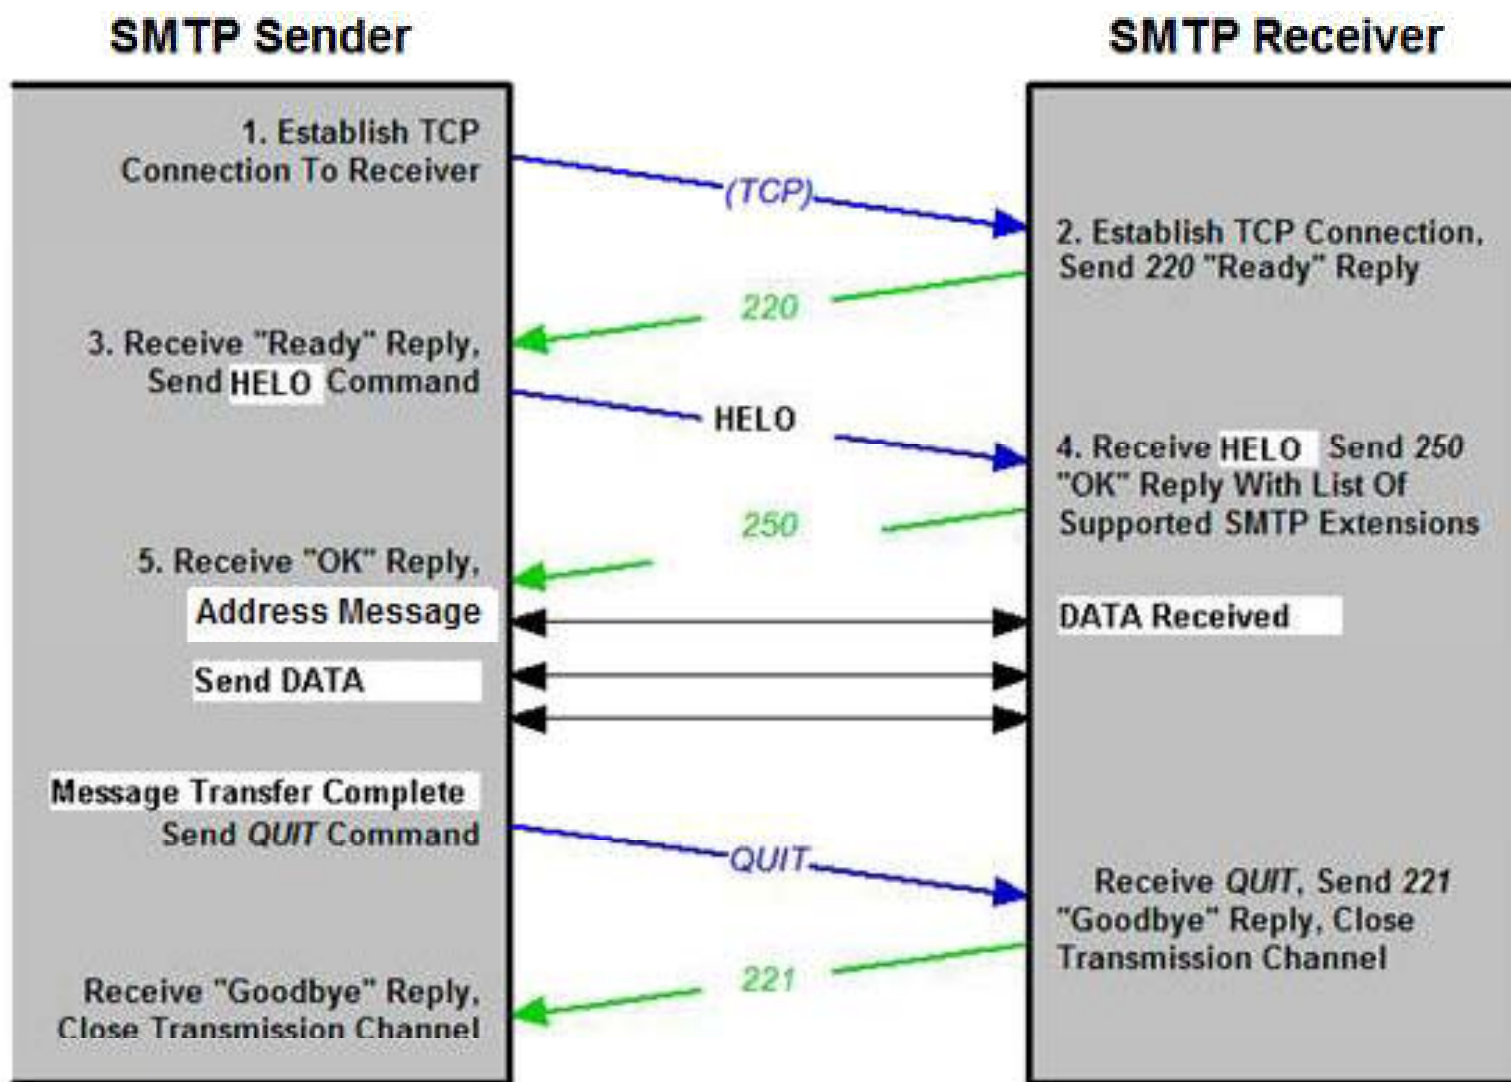 SMTP Sender
SMTP Receiver
1. Establish TCP
Connection To Receiver
(TCP)
2. Establish TCP Connection,
Send 220 "Ready" Reply
220
3. Receive "Ready" Reply,
Send HELO Command
HELO
4. Receive HELO Send 250
"OK" Reply With List Of
Supported SMTP Extensions
250
5. Receive "OK" Reply,
Address Message
DATA Received
Send DATA
Message Transfer Complete
Send QUIT Command
QUIT
Receive QUIT, Send 221
"Goodbye" Reply, Close
Transmission Channel
221
Receive "Goodbye" Reply,
Close Transmission Channel